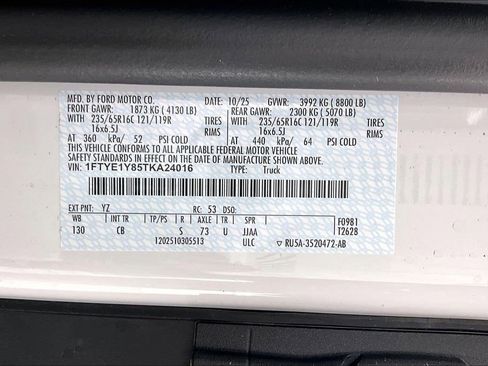 MFD. BY FORD MOTOR CO. DATE: 10/25 GVWR: 3992 KG (8800 LB)
FRONT GAWR: 1873 KG (4130 LB) REAR GAWR: 2300 KG (5070 LB)
WITH 235/65R16C 121/119R TIRES WITH 235/65R16C 121/119R TIRES
16x6.5J RIMS 16x6.5J RIMS
AT 360 kPa/ 52 PSI COLD AT 440 kPa/ 64 PSI COLD
THIS VEHICLE CONFORMS TO ALL APPLICABLE FEDERAL MOTOR VEHICLE
SAFETY STANDARDS IN EFFECT ON THE DATE OF MANUFACTURE SHOWN ABOVE.
VIN: 1FTYE1Y85TKA24016 TYPE: Truck
EXT PNT: YZ RC: 53 DSO: F0981
WB INT TR TP/PS R AXLE TR SPR T2628
130 CB S 73 U JJAA
1202510305513 ULC RU5A-3520472-AB